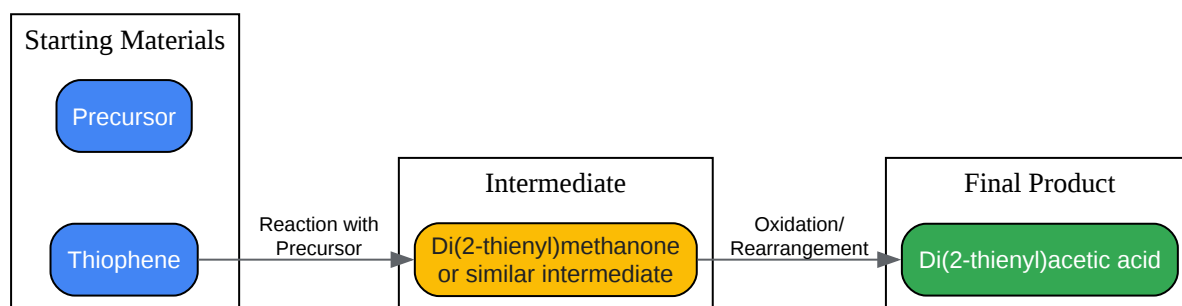 Starting Materials
Precursor
Thiophene
Reaction with
Precursor
Intermediate
Di(2-thienyl)methanone
or similar intermediate
Oxidation/
Rearrangement
Final Product
Di(2-thienyl)acetic acid